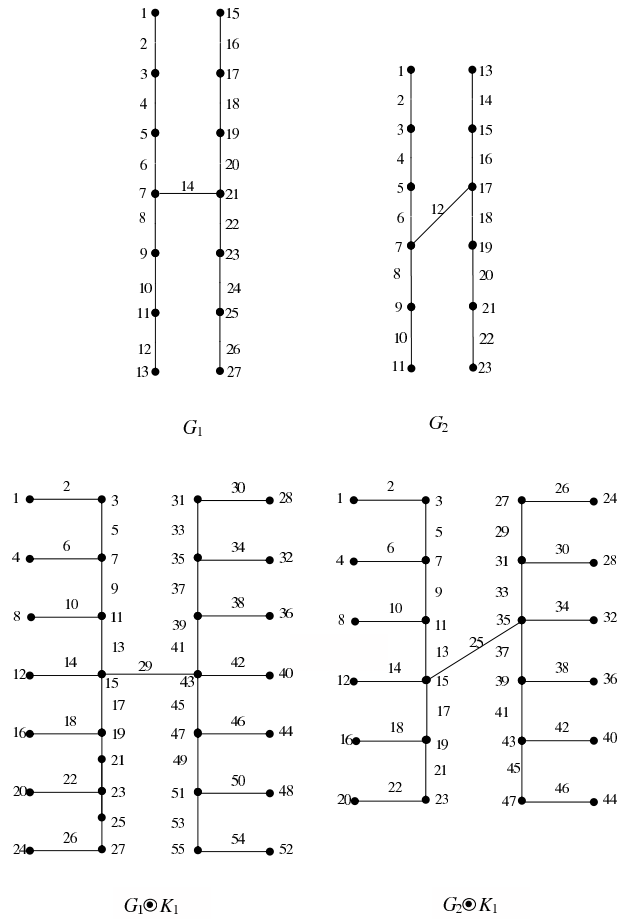 1 15
2 16
3 17
4 18
5 19
6 20
7 14 21
8 22
9 23
10 24
11 25
12 26
13 27
G1
1 13
2 14
3 15
4 16
5 17
6 12 18
7 19
8 20
9 21
10 22
11 23
G2
1 2 3 31 30 28
5 33
4 6 7 35 34 32
9 37
8 10 11 39 38 36
13 41
12 14 15 29 43 42 40
17 45
16 18 19 47 46 44
21 49
20 22 23 51 50 48
25 53
24 26 27 55 54 52
G1⊙K1
1 2 3 27 26 24
5 29
4 6 7 31 30 28
9 33
8 10 11 35 34 32
13 25 37
12 14 15 39 38 36
17 41
16 18 19 43 42 40
21 45
20 22 23 47 46 44
G2⊙K1